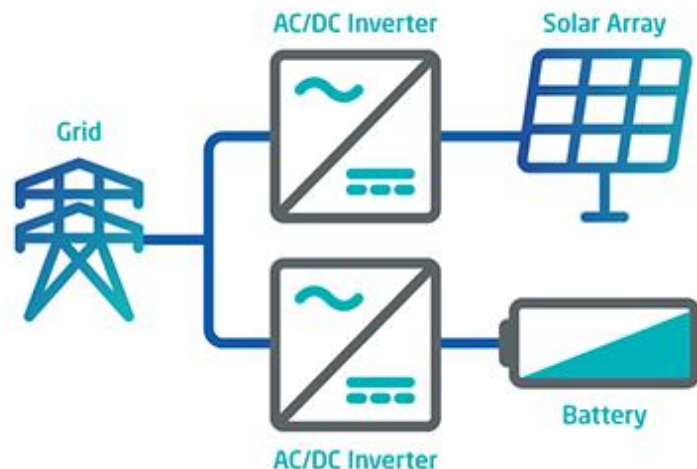 AC/DC Inverter
Solar Array
Grid
Battery
AC/DC Inverter